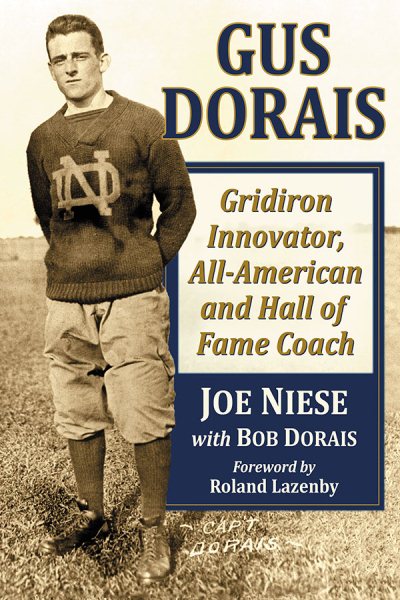 GUS
DORAIS
ND
Gridiron
Innovator,
All-American
and Hall of
Fame Coach
JOE NIESE
with BOB DORAIS
Foreword by
Roland Lazenby
~ CAPT
DORAIS ~